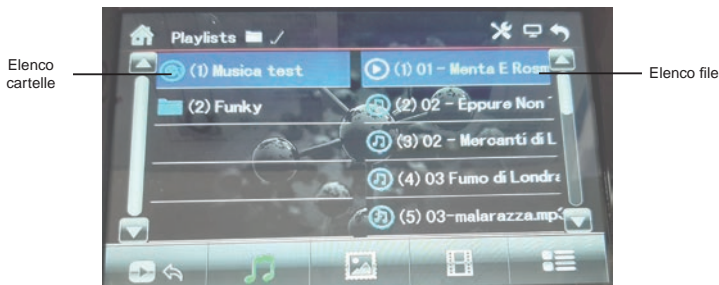 Playlists
Elenco
cartelle
(1) Musica test
(2) Funky
(1) 01 - Menta E Rosm
(2) 02 - Eppure Non
(3) 02 - Mercanti di L
(4) 03 Fumo di Londra
(5) 03-malarazza.mp3
Elenco file